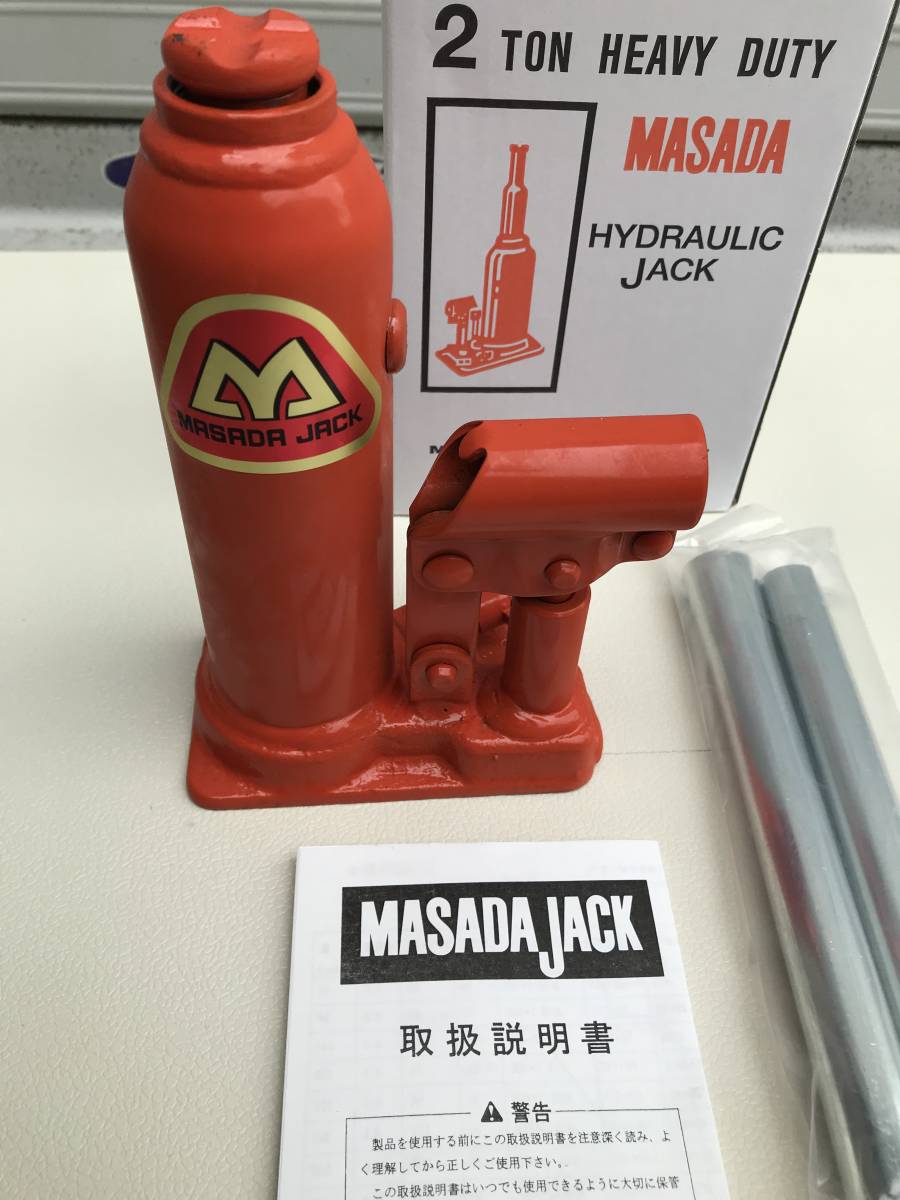 2 TON HEAVY DUTY
MASADA
HYDRAULIC
JACK
M
MASADA JACK
MASADA JACK
取扱説明書
⚠警告
製品を使用する前にこの取扱説明書を注意深く読み、よ
く理解してから正しくご使用下さい。
この取扱説明書はいつでも使用できるように大切に保管